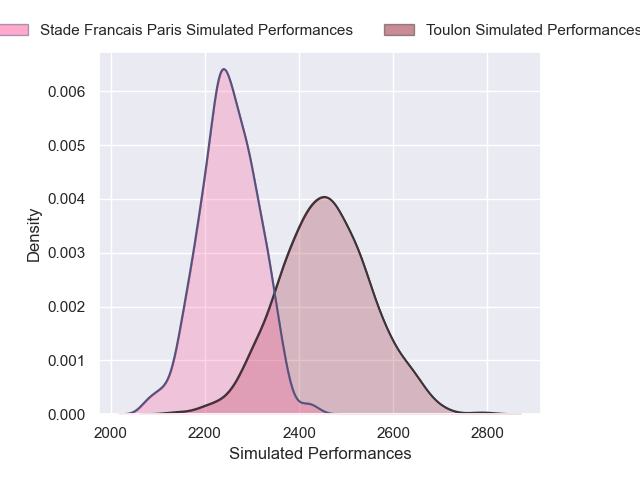 Stade Francais Paris Simulated Performances
Toulon Simulated Performances
0.006
0.005
0.004
0.003
0.002
0.001
0.000
Density
2000 2200 2400 2600 2800
Simulated Performances